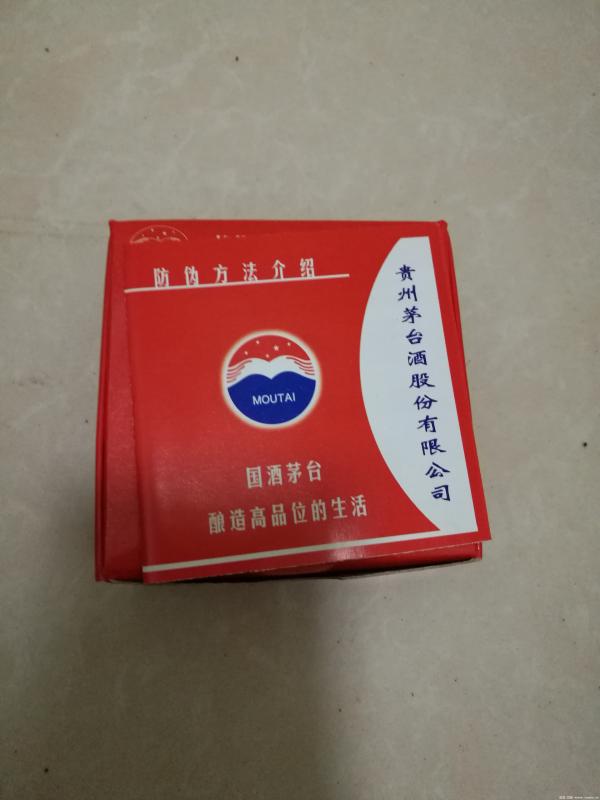 防伪方法介绍
贵州茅台酒股份有限公司
MOUTAI
国酒茅台
酿造高品位的生活